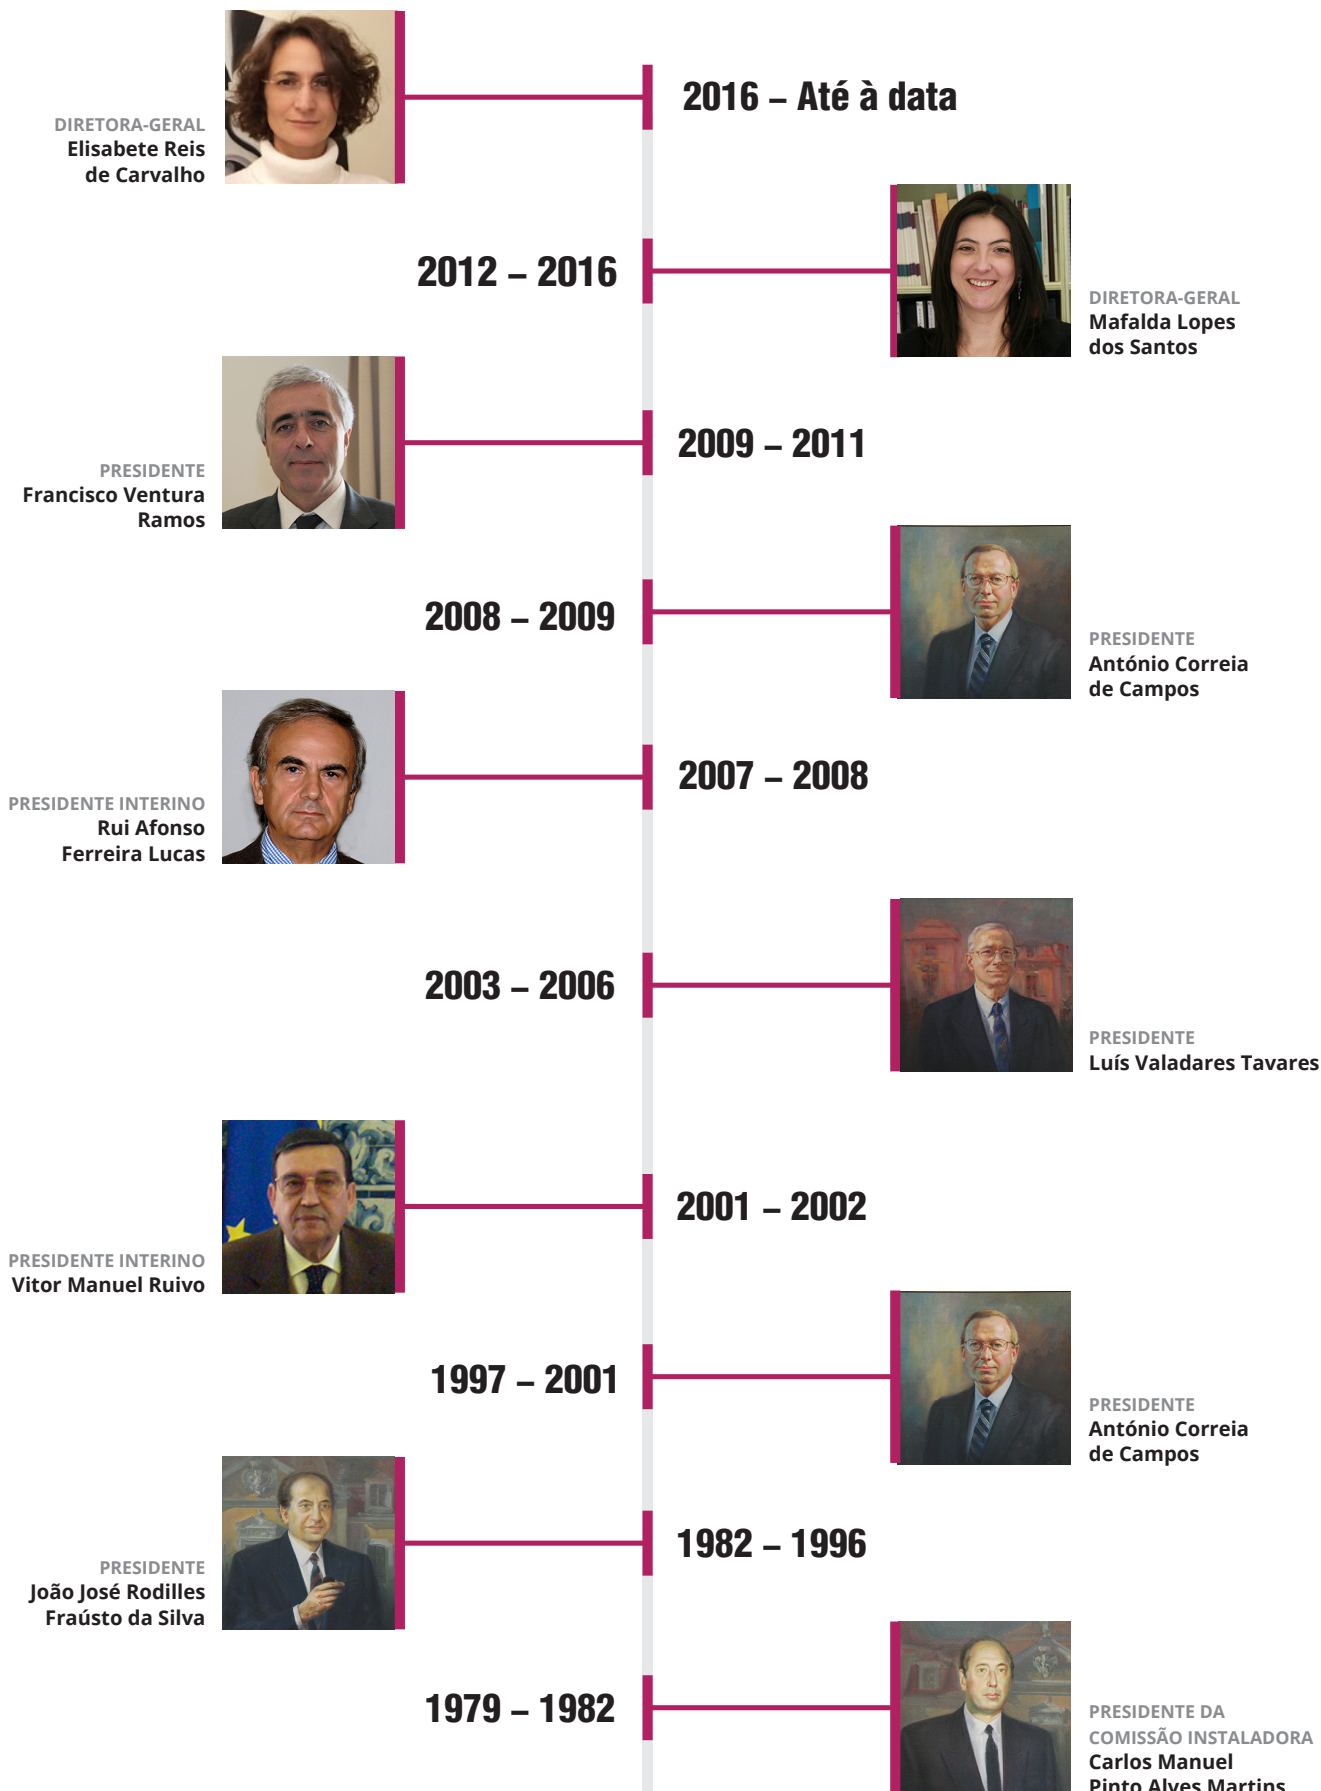 2016 – Até à data
DIRETORA-GERAL
Elisabete Reis
de Carvalho
2012 – 2016
DIRETORA-GERAL
Mafalda Lopes
dos Santos
2009 – 2011
PRESIDENTE
Francisco Ventura
Ramos
2008 – 2009
PRESIDENTE
António Correia
de Campos
2007 – 2008
PRESIDENTE INTERINO
Rui Afonso
Ferreira Lucas
2003 – 2006
PRESIDENTE
Luís Valadares Tavares
2001 – 2002
PRESIDENTE INTERINO
Vitor Manuel Ruivo
1997 – 2001
PRESIDENTE
António Correia
de Campos
1982 – 1996
PRESIDENTE
João José Rodilles
Fraústo da Silva
1979 – 1982
PRESIDENTE DA
COMISSÃO INSTALADORA
Carlos Manuel
Pinto Alves Martins